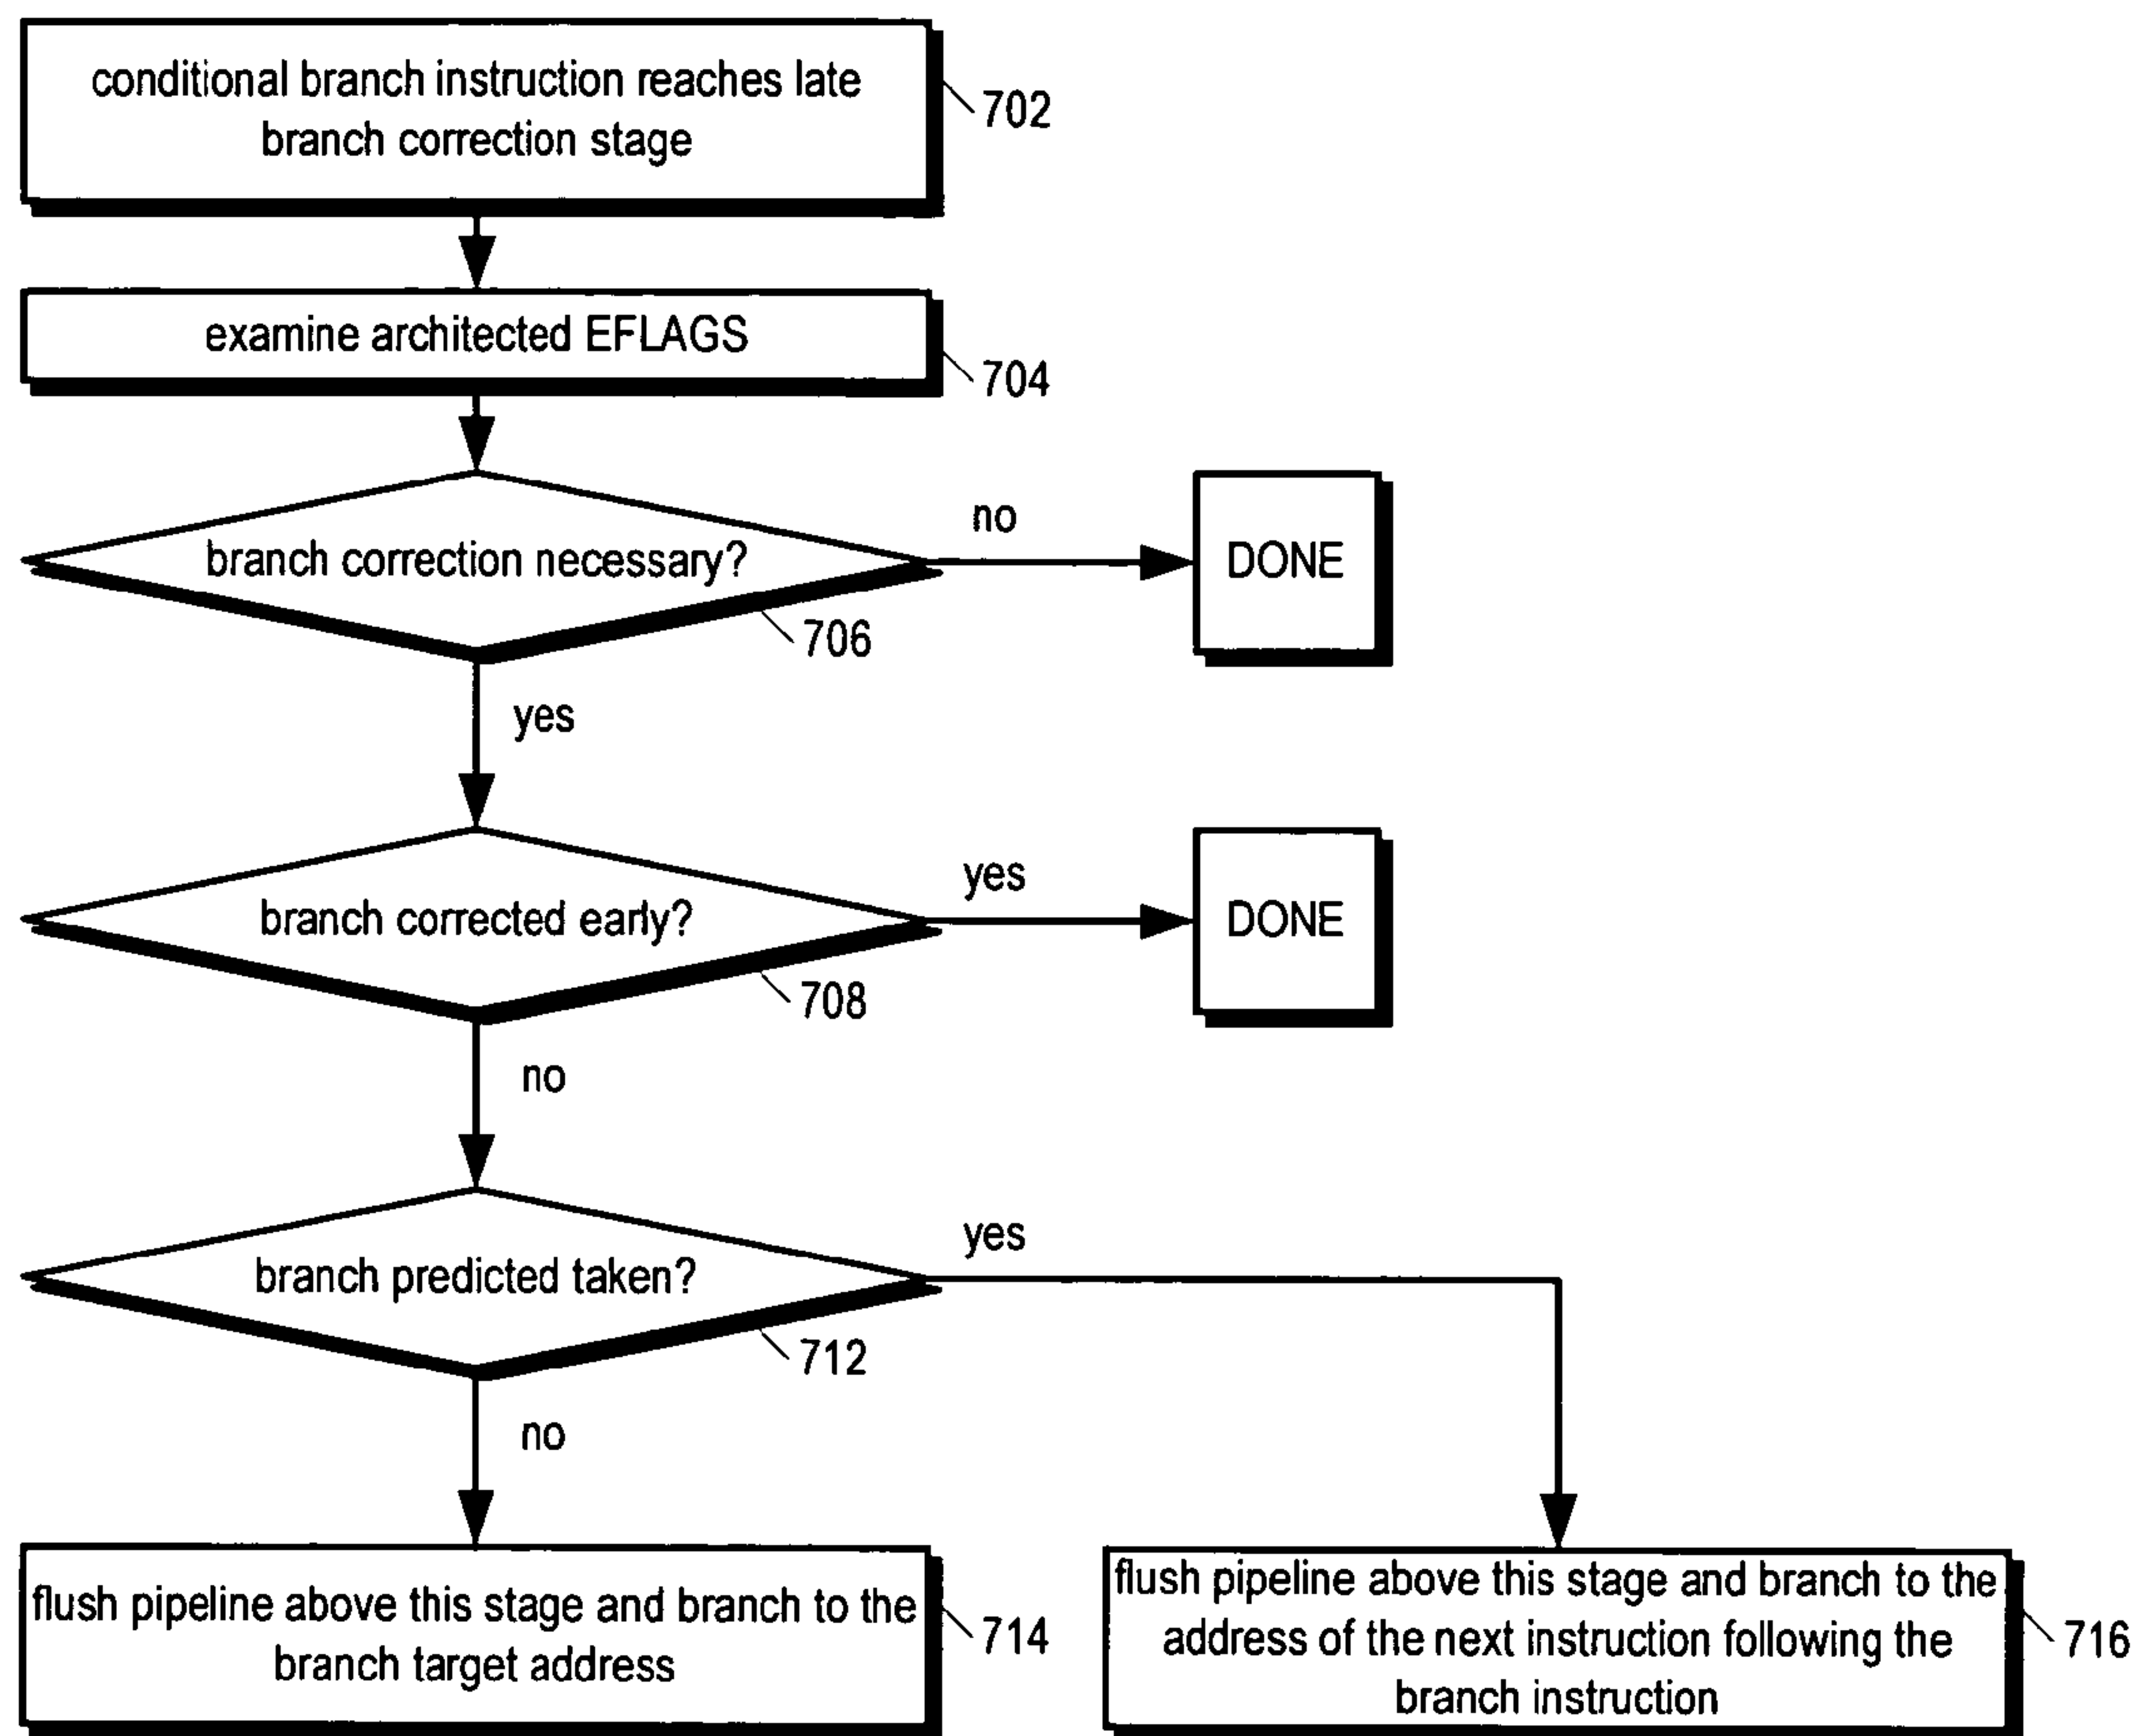 conditional branch instruction reaches late
branch correction stage
702
examine architected EFLAGS
704
branch correction necessary?
706
no
DONE
yes
branch corrected early?
708
yes
DONE
no
branch predicted taken?
712
yes
no
flush pipeline above this stage and branch to the
branch target address
714
flush pipeline above this stage and branch to the
address of the next instruction following the
branch instruction
716